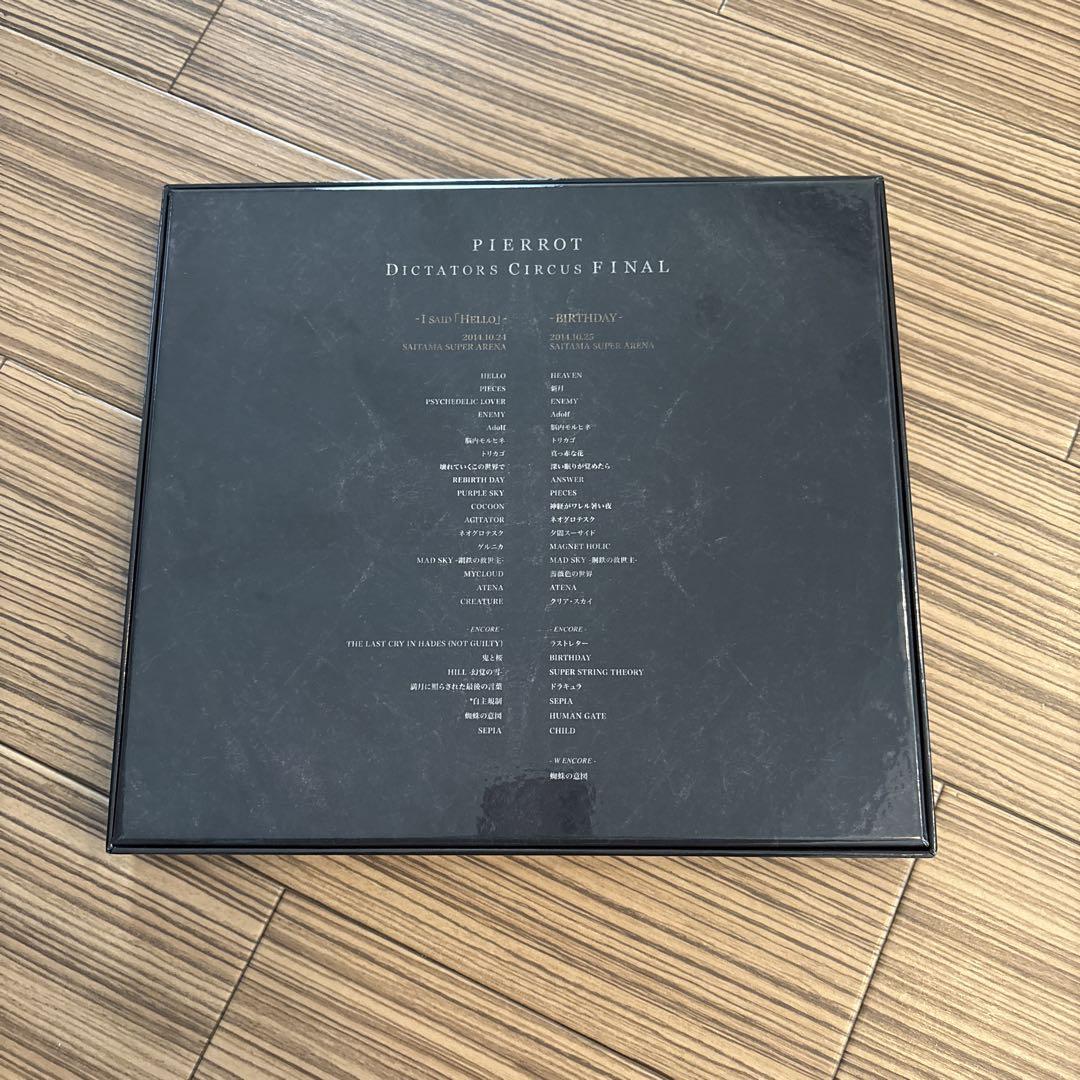 PIERROT
DICTATORS CIRCUS FINAL
- I SAID「HELLO」-
2014.10.24
SAITAMA SUPER ARENA
HELLO
PIECES
PSYCHEDELIC LOVER
ENEMY
Adolf
脳内モルヒネ
トリカゴ
壊れていくこの世界で
REBIRTH DAY
PURPLE SKY
COCOON
AGITATOR
ネオグロテスク
ゲルニカ
MAD SKY -鋼鉄の救世主-
MYCLOUD
ATENA
CREATURE
- ENCORE -
THE LAST CRY IN HADES (NOT GUILTY)
鬼と桜
HILL -幻覚の雪-
満月に照らされた最後の言葉
*自主規制
蜘蛛の意図
SEPIA
- BIRTHDAY -
2014.10.25
SAITAMA SUPER ARENA
HEAVEN
新月
ENEMY
Adolf
脳内モルヒネ
トリカゴ
真っ赤な花
深い眠りが覚めたら
ANSWER
PIECES
神経がワレル暑い夜
ネオグロテスク
夕闇スーサイド
MAGNET HOLIC
MAD SKY -鋼鉄の救世主-
薔薇色の世界
ATENA
クリア・スカイ
- ENCORE -
ラストレター
BIRTHDAY
SUPER STRING THEORY
ドラキュラ
SEPIA
HUMAN GATE
CHILD
- W ENCORE -
蜘蛛の意図